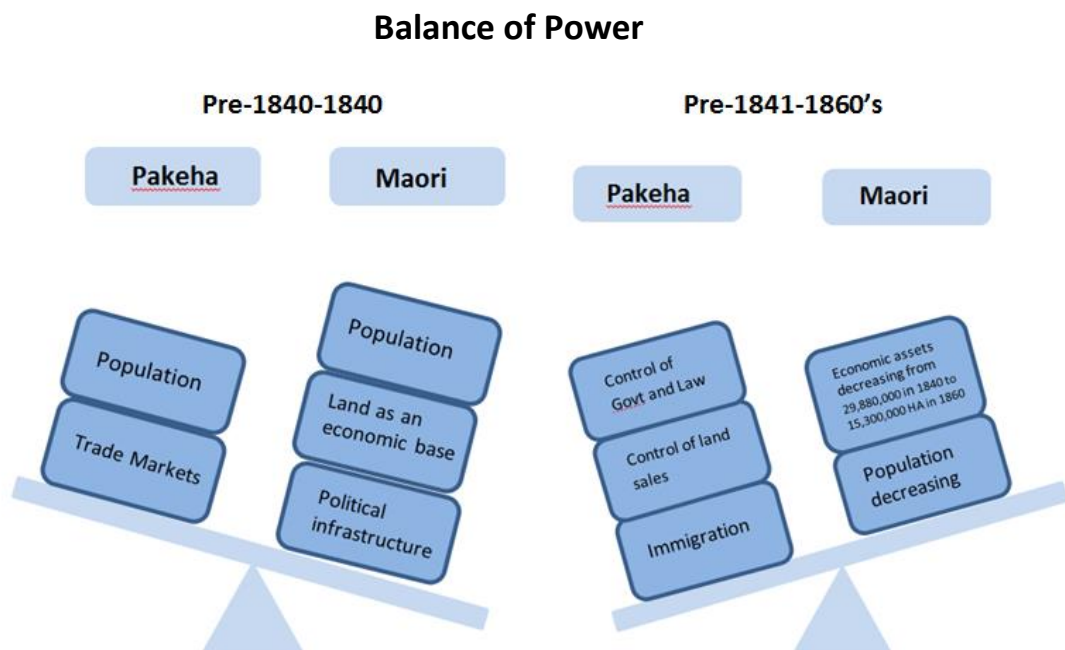 Balance of Power
Pre-1840-1840
Pakeha
Maori
Population
Trade Markets
Population
Land as an
economic base
Political
infrastructure
Pre-1841-1860's
Pakeha
Maori
Control of
Govt and Law
Control of land
sales
Immigration
Economic assets
decreasing from
29,880,000 in 1840 to
15,300,000 HA in 1860
Population
decreasing